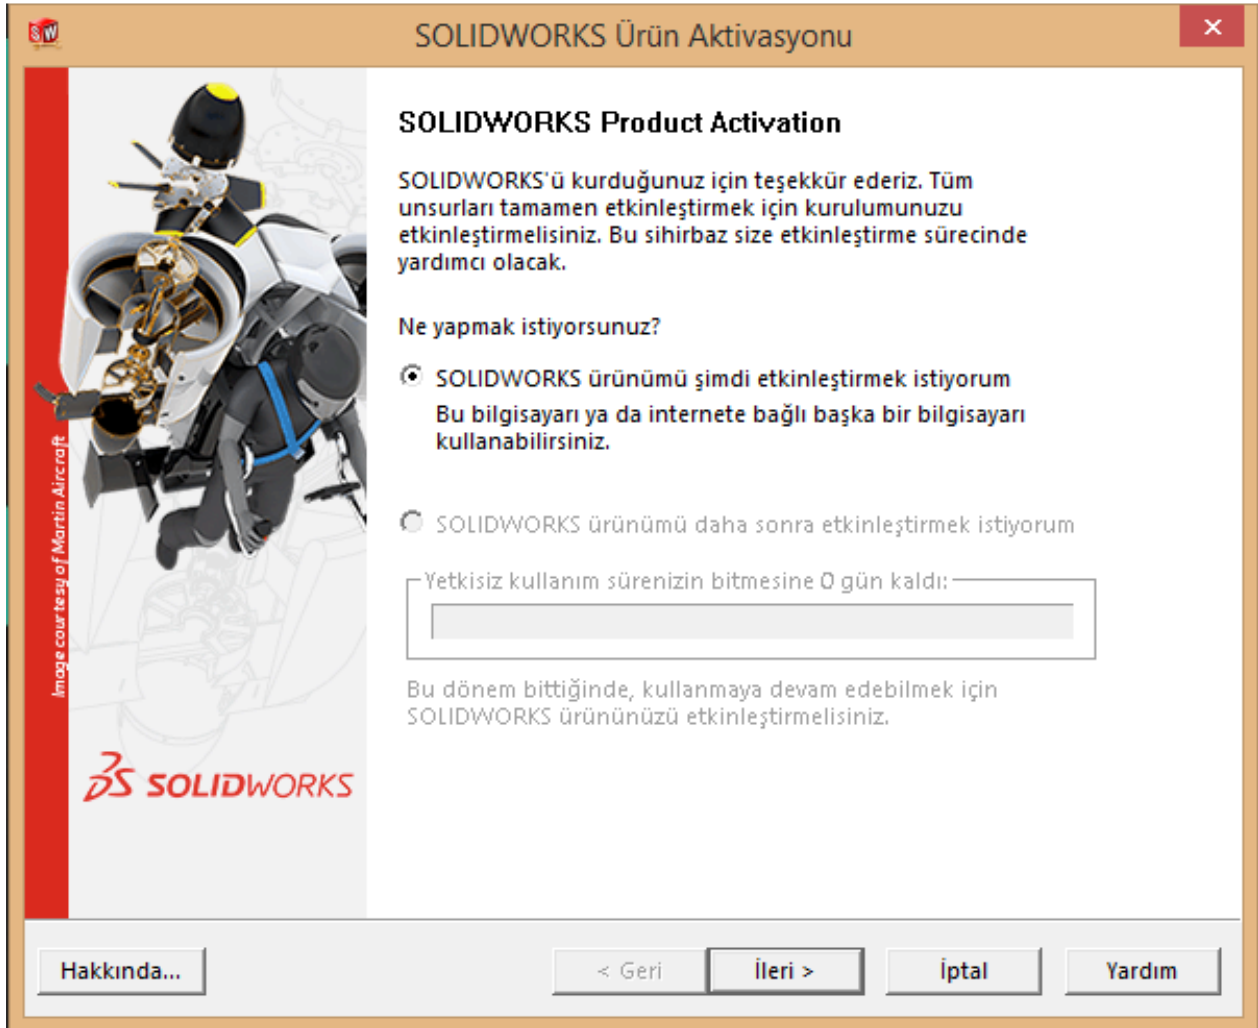 SOLIDWORKS Ürün Aktivasyonu
SOLIDWORKS Product Activation
SOLIDWORKS'ü kurduğunuz için teşekkür ederiz. Tüm
unsurları tamamen etkinleştirmek için kurulumunuzu
etkinleştirmelisiniz. Bu sihirbaz size etkinleştirme sürecinde
yardımcı olacak.
Ne yapmak istiyorsunuz?
SOLIDWORKS ürünümü şimdi etkinleştirmek istiyorum
Bu bilgisayarı ya da internete bağlı başka bir bilgisayarı
kullanabilirsiniz.
SOLIDWORKS ürünümü daha sonra etkinleştirmek istiyorum
Yetkisiz kullanım sürenizin bitmesine 0 gün kaldı:
Bu dönem bittiğinde, kullanmaya devam edebilmek için
SOLIDWORKS ürününüzü etkinleştirmelisiniz.
Image courtesy of Martin Aircraft
SOLIDWORKS
Hakkında...
< Geri
İleri >
İptal
Yardım